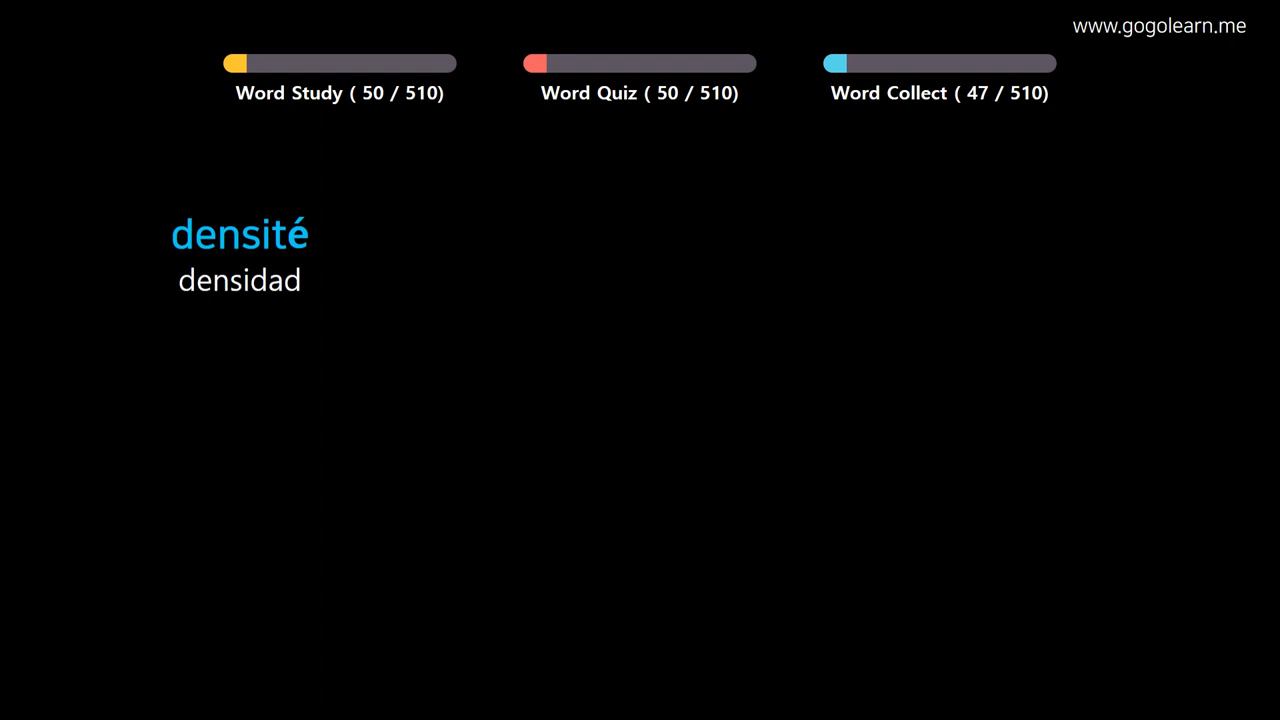 www.gogolearn.me
Word Study ( 50 / 510)
Word Quiz ( 50 / 510)
Word Collect ( 47 / 510)
densité
densidad